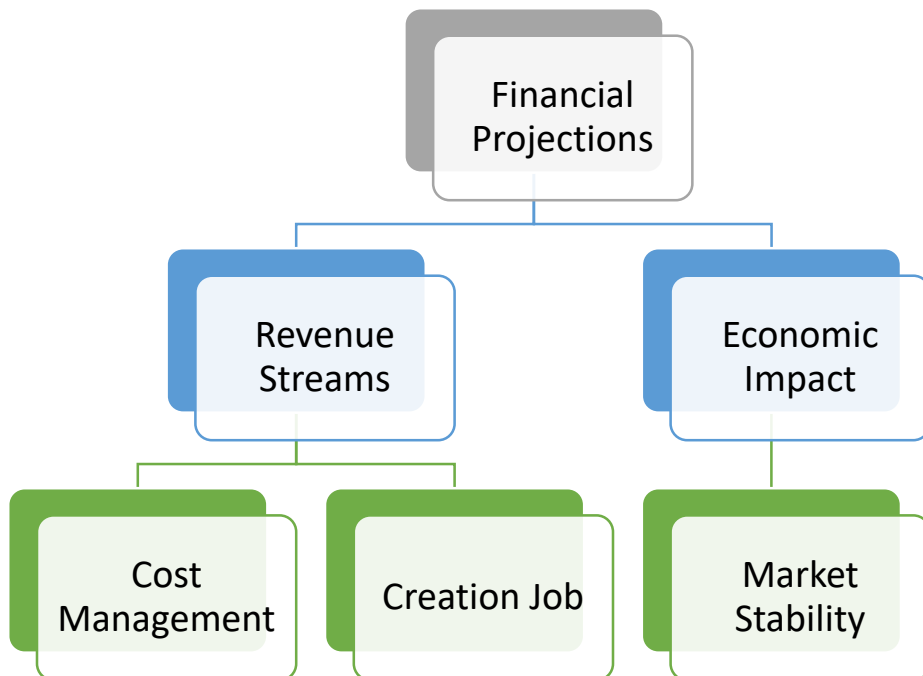 Financial
Projections
Revenue
Streams
Economic
Impact
Cost
Management
Creation Job
Market
Stability